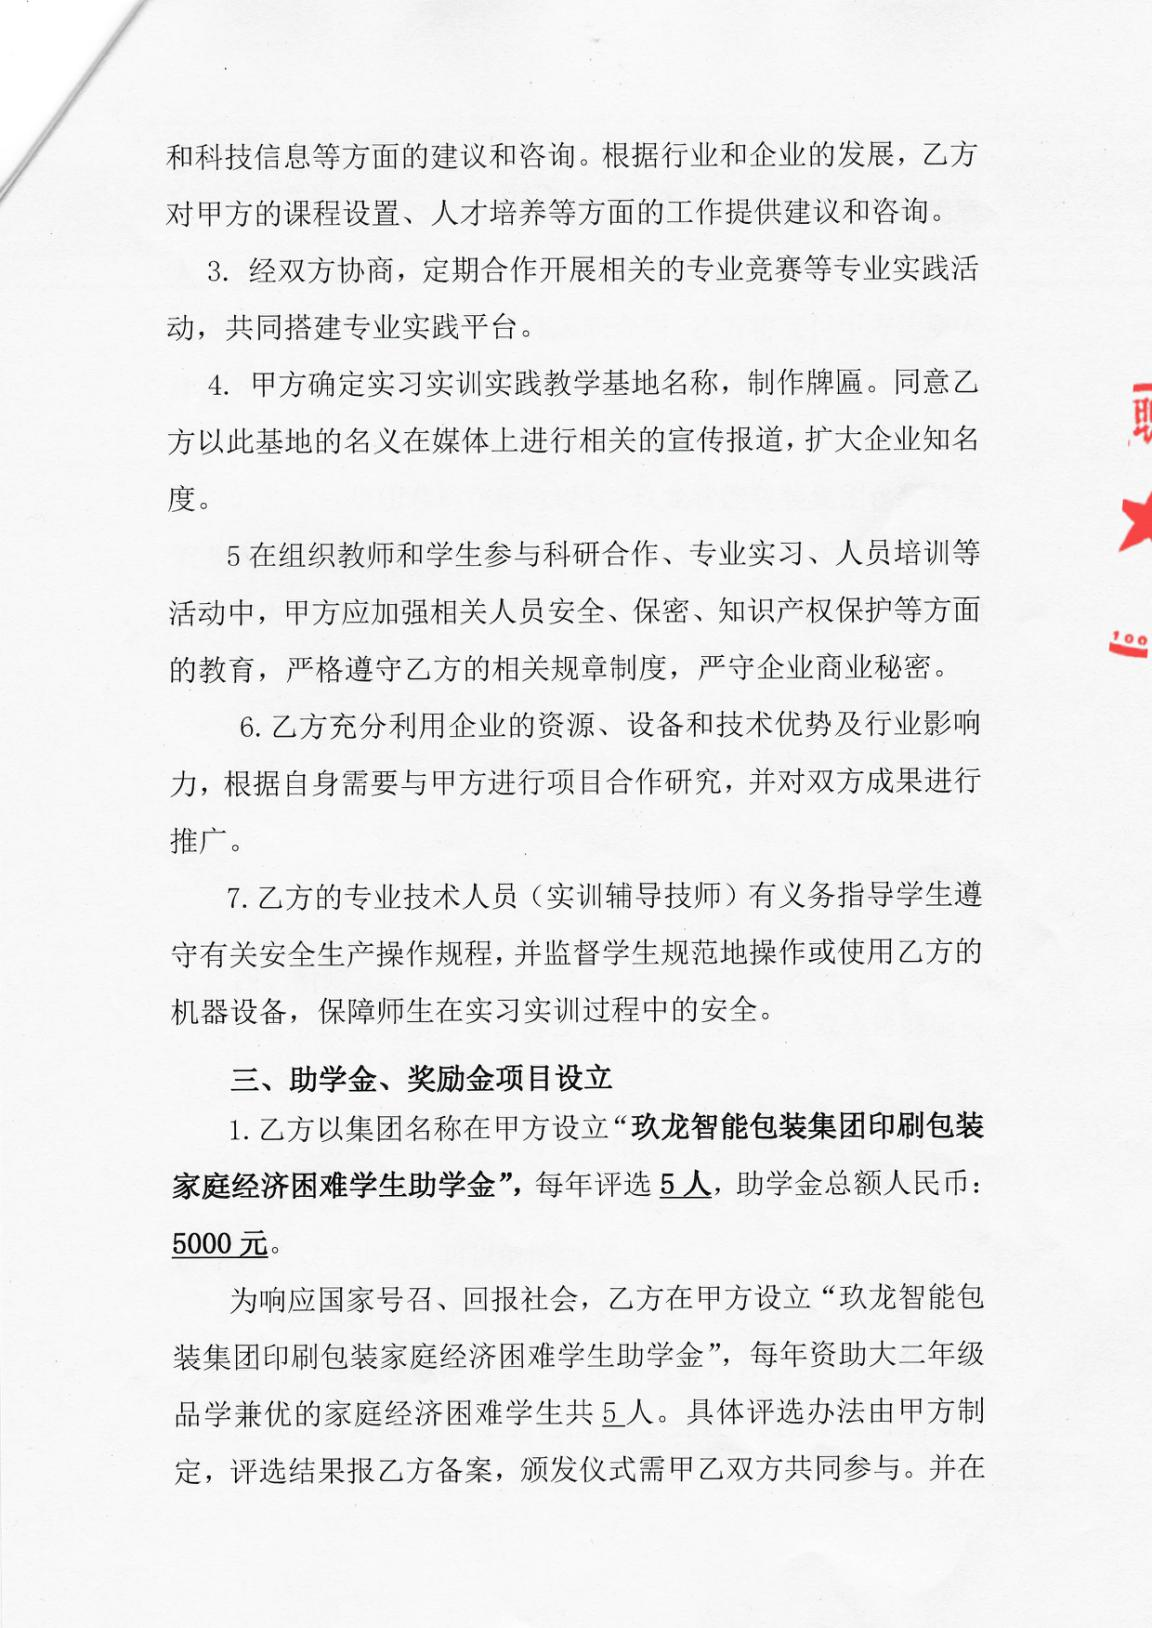 和科技信息等方面的建议和咨询。根据行业和企业的发展，乙方
对甲方的课程设置、人才培养等方面的工作提供建议和咨询。
3. 经双方协商，定期合作开展相关的专业竞赛等专业实践活
动，共同搭建专业实践平台。
4. 甲方确定实习实训实践教学基地名称，制作牌匾。同意乙
方以此基地的名义在媒体上进行相关的宣传报道，扩大企业知名
度。
5在组织教师和学生参与科研合作、专业实习、人员培训等
活动中，甲方应加强相关人员安全、保密、知识产权保护等方面
的教育，严格遵守乙方的相关规章制度，严守企业商业秘密。
6.乙方充分利用企业的资源、设备和技术优势及行业影响
力，根据自身需要与甲方进行项目合作研究，并对双方成果进行
推广。
7.乙方的专业技术人员（实训辅导技师）有义务指导学生遵
守有关安全生产操作规程，并监督学生规范地操作或使用乙方的
机器设备，保障师生在实习实训过程中的安全。
三、助学金、奖励金项目设立
1.乙方以集团名称在甲方设立“玖龙智能包装集团印刷包装
家庭经济困难学生助学金”，每年评选 5 人，助学金总额人民币：
5000 元。
为响应国家号召、回报社会，乙方在甲方设立“玖龙智能包
装集团印刷包装家庭经济困难学生助学金”，每年资助大二年级
品学兼优的家庭经济困难学生共 5 人。具体评选办法由甲方制
定，评选结果报乙方备案，颁发仪式需甲乙双方共同参与。并在
100